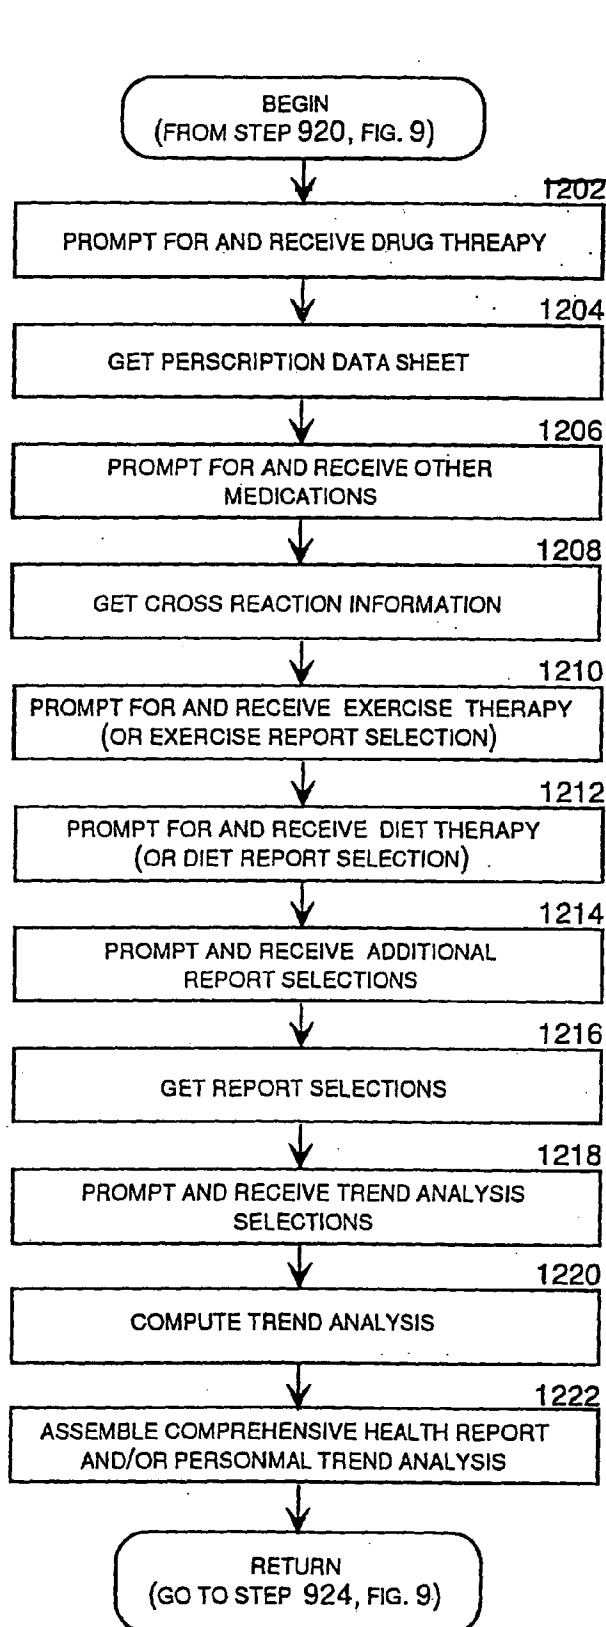 BEGIN
(FROM STEP 920, FIG. 9)
1202
PROMPT FOR AND RECEIVE DRUG THREAPY
1204
GET PERSCRIPTION DATA SHEET
1206
PROMPT FOR AND RECEIVE OTHER
MEDICATIONS
1208
GET CROSS REACTION INFORMATION
1210
PROMPT FOR AND RECEIVE EXERCISE THERAPY
(OR EXERCISE REPORT SELECTION)
1212
PROMPT FOR AND RECEIVE DIET THERAPY
(OR DIET REPORT SELECTION)
1214
PROMPT AND RECEIVE ADDITIONAL
REPORT SELECTIONS
1216
GET REPORT SELECTIONS
1218
PROMPT AND RECEIVE TREND ANALYSIS
SELECTIONS
1220
COMPUTE TREND ANALYSIS
1222
ASSEMBLE COMPREHENSIVE HEALTH REPORT
AND/OR PERSONMAL TREND ANALYSIS
RETURN
(GO TO STEP 924, FIG. 9)